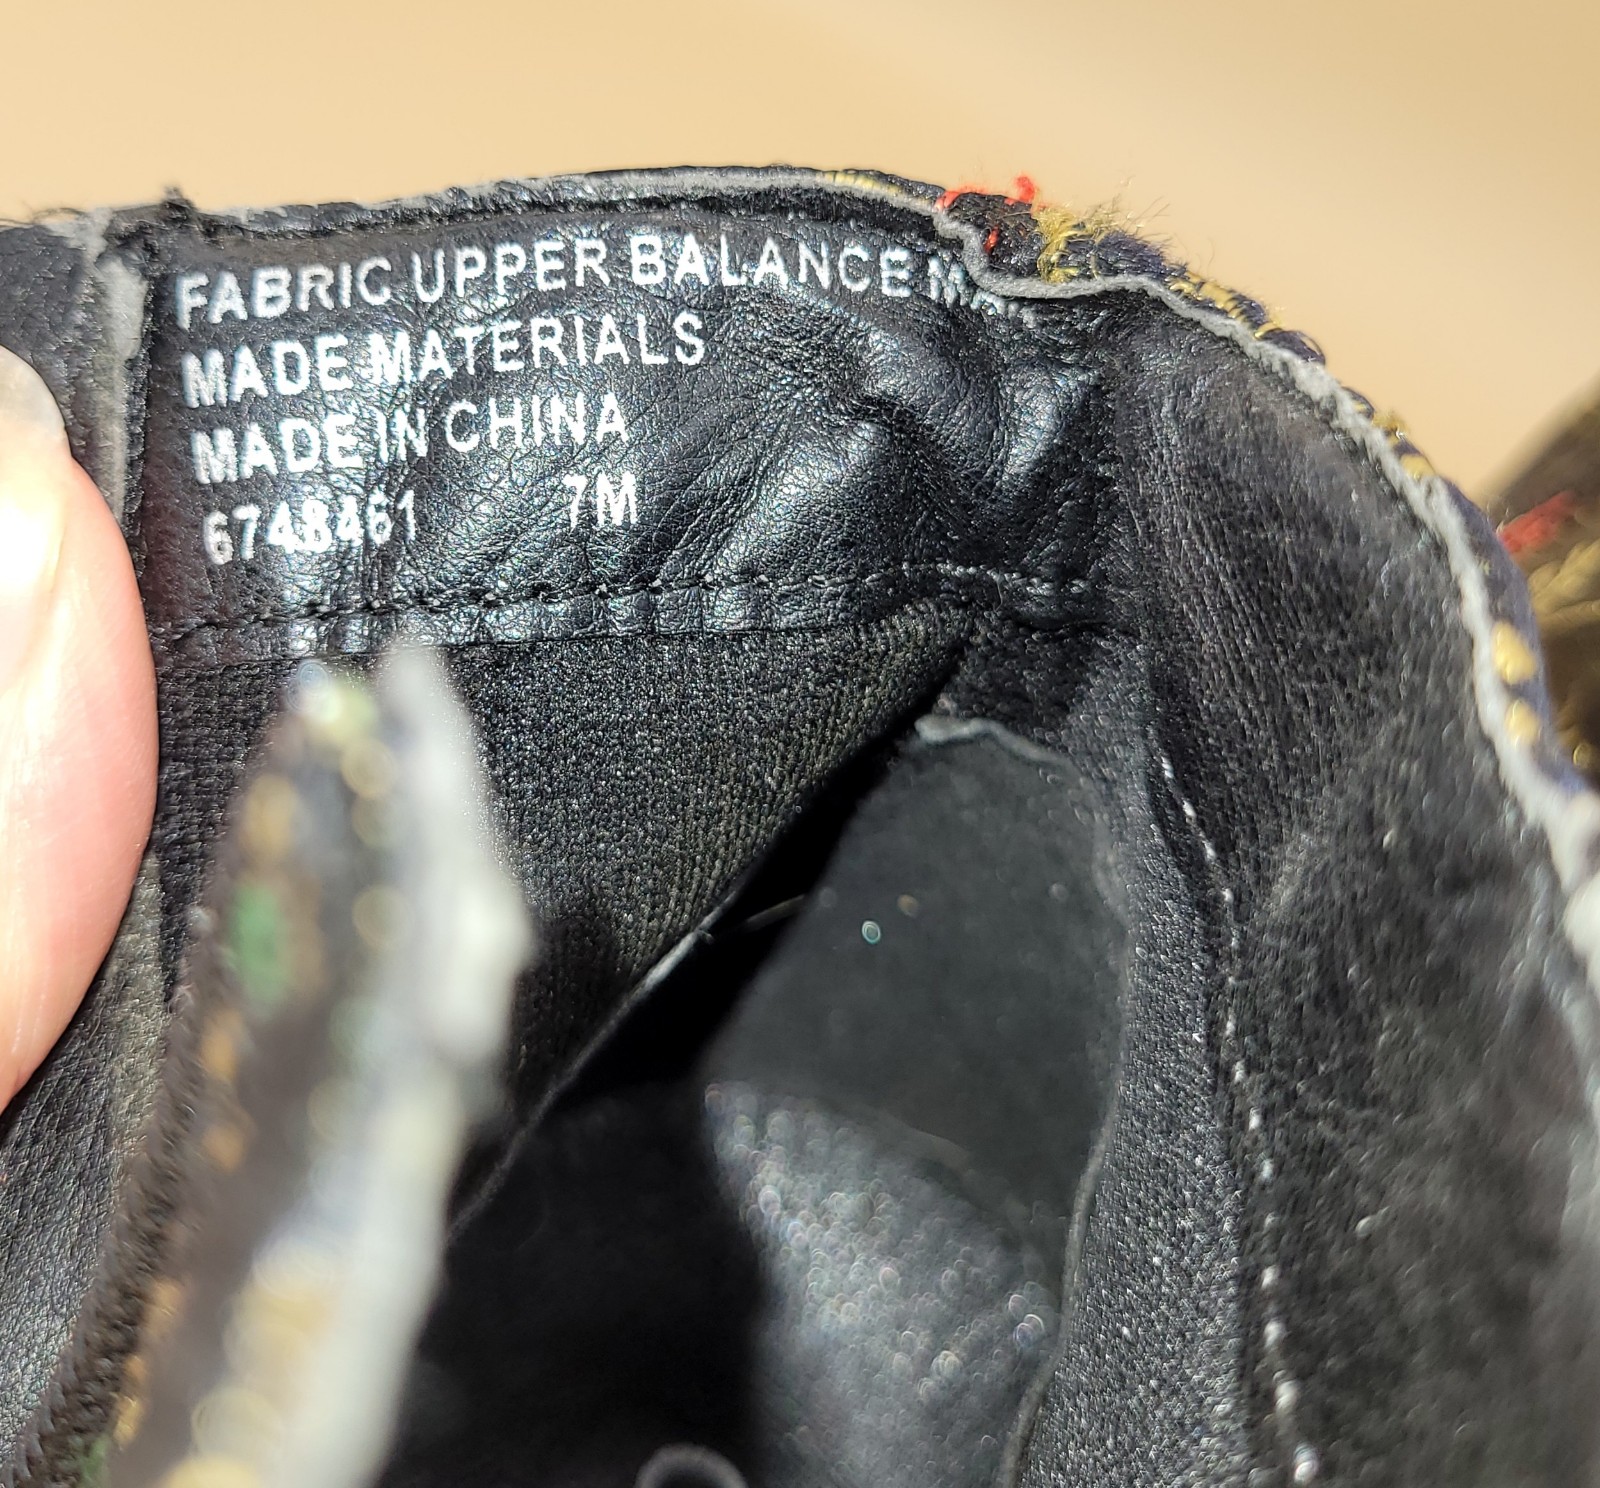 FABRIC UPPER BALANCE
MADE MATERIALS
MADE IN CHINA
6748461 7M